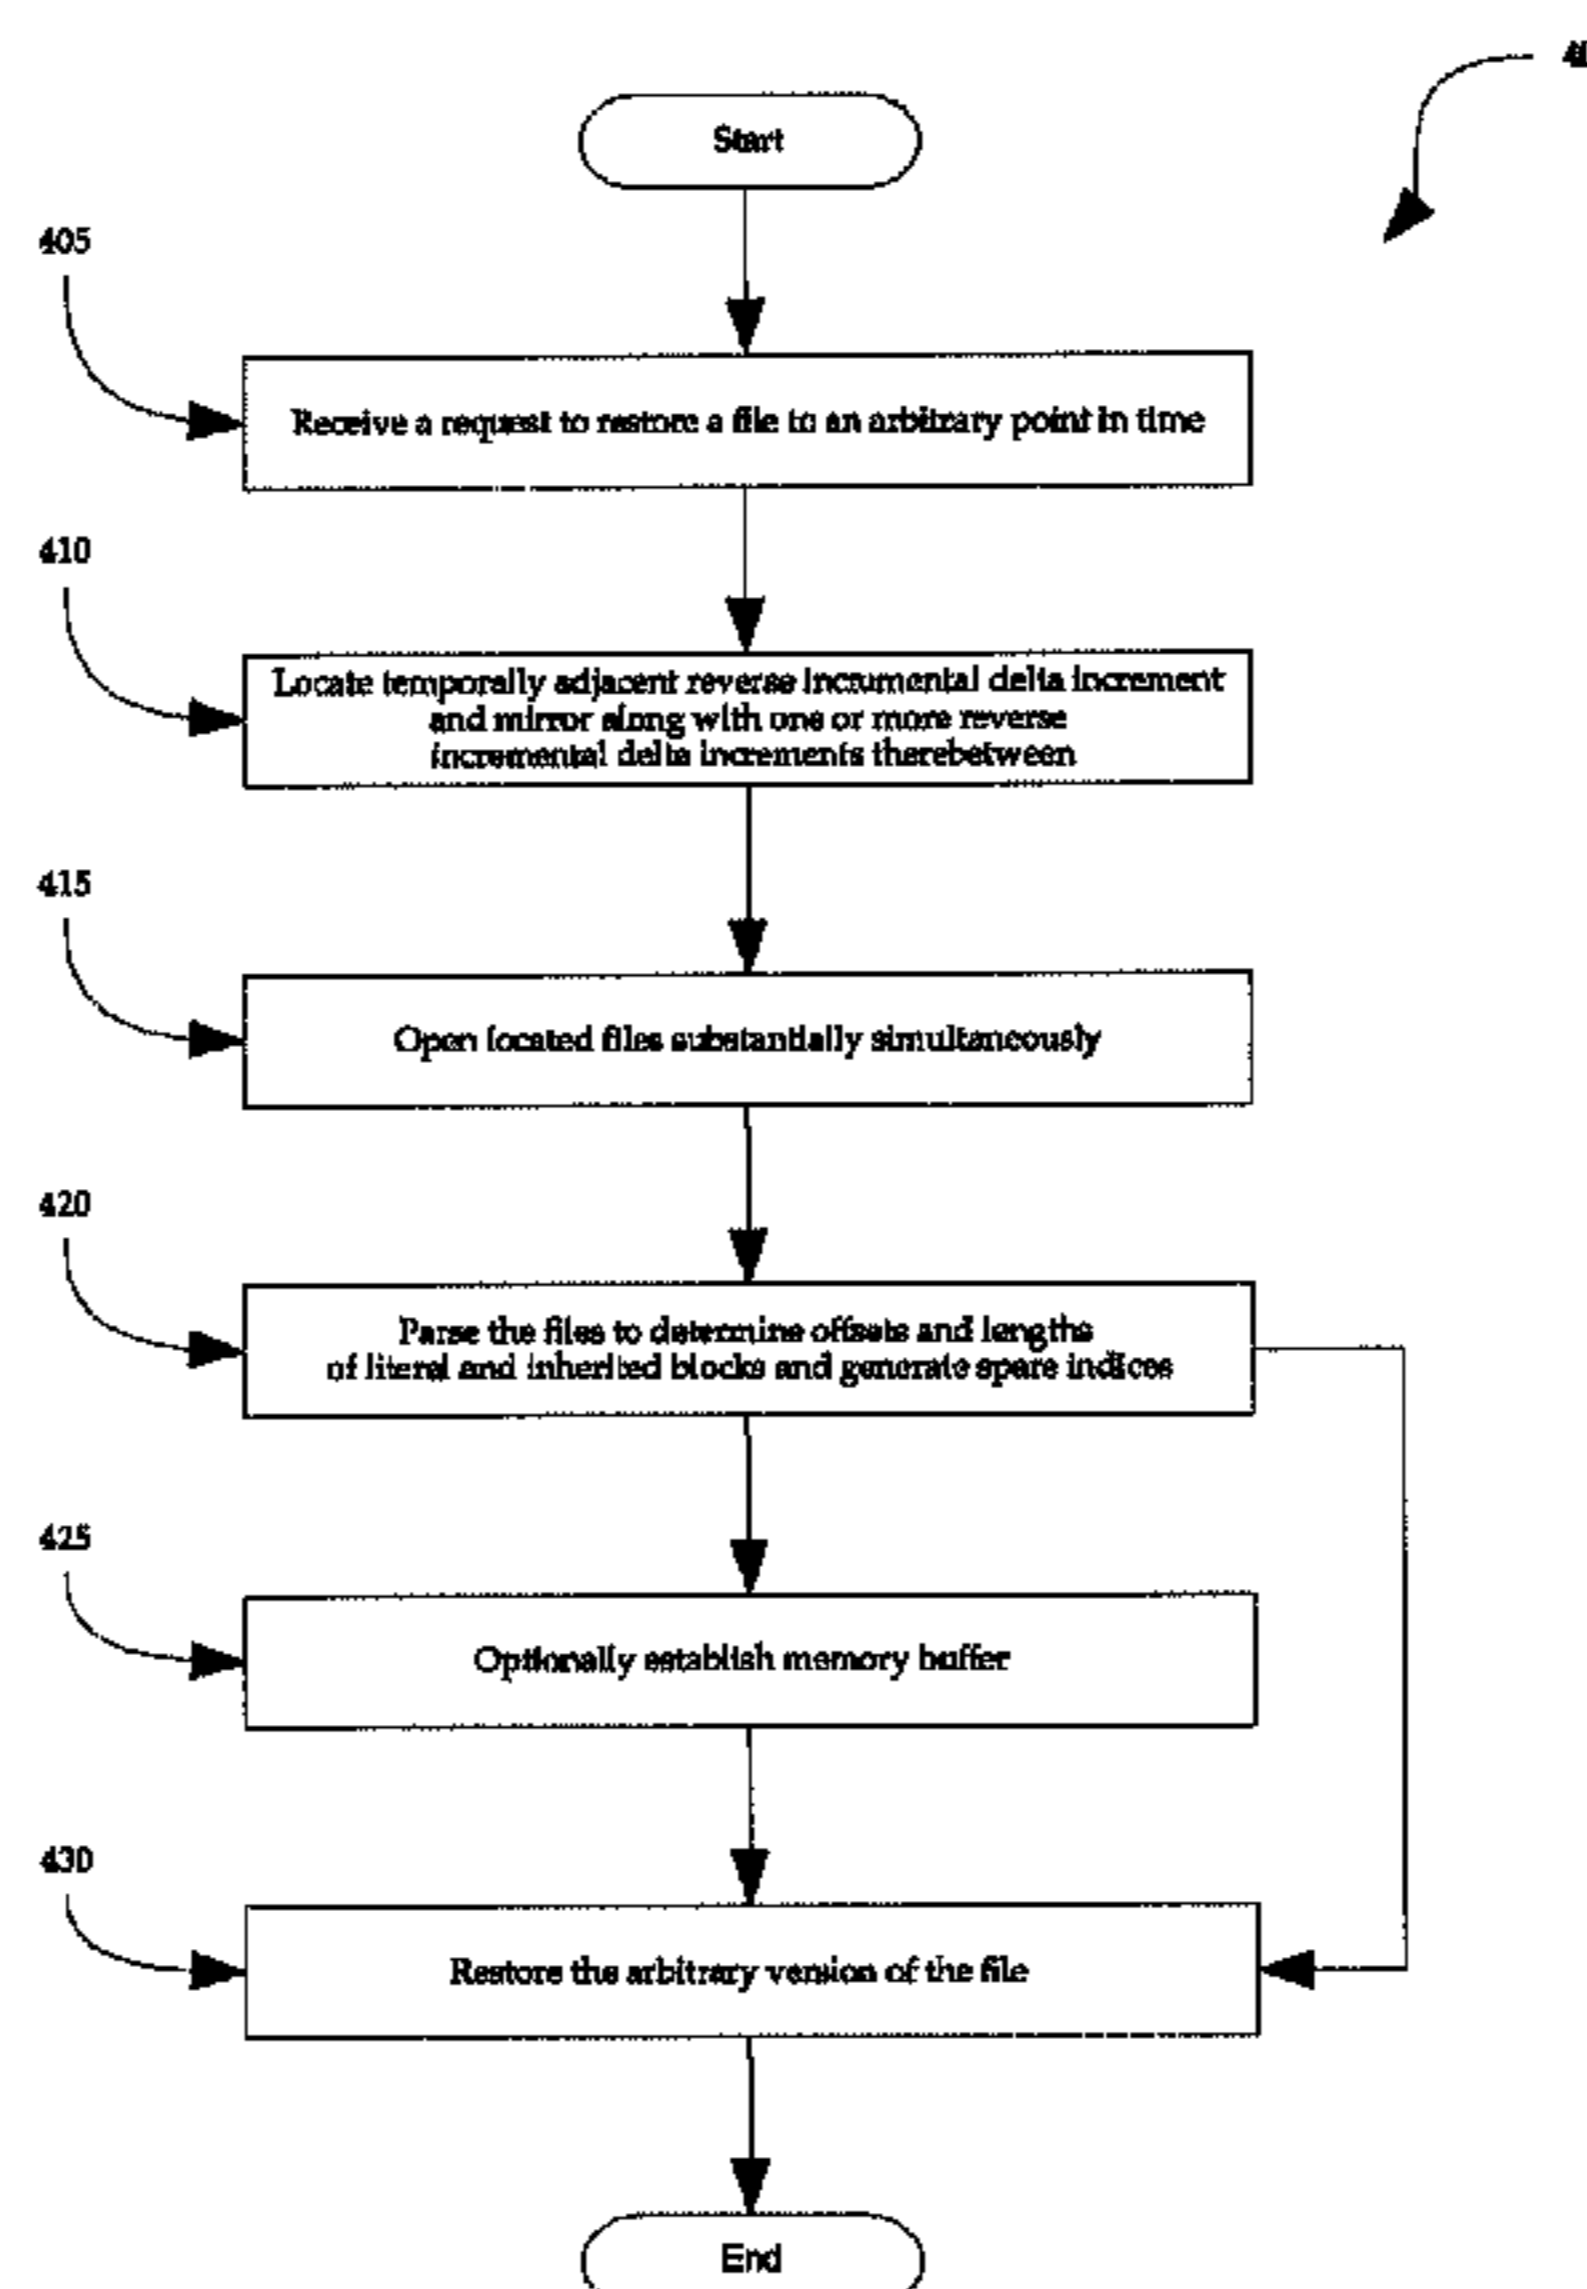 Start
405
Receive a request to restore a file to an arbitrary point in time
410
Locate temporally adjacent reverse incrumental delta increment
and mirror along with one or more reverse
incremental delta increments therebetween
415
Open located files substantially simultaneously
420
Parse the files to determine offsets and lengths
of literal and inherited blocks and generate spare indices
425
Optionally establish memory buffer
430
Restore the arbitrary version of the file
End